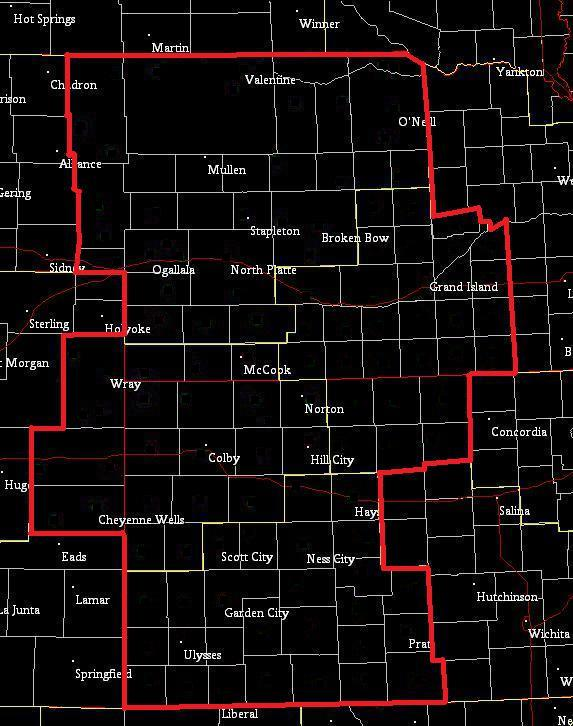 Hot Springs
Winner
Martin
Yankton
Chadron
Valentine
rison
O'Neill
Alliance
Mullen
Gering
Stapleton
Broken Bow
Sidney
Ogallala
North Platte
Grand Island
Sterling
Holyoke
t Morgan
McCook
Wray
Norton
Concordia
Colby
Hill City
Hugo
Hays
Salina
Cheyenne Wells
Eads
Scott City
Ness City
Lamar
Hutchinson
La Junta
Garden City
Wichita
Pratt
Ulysses
Springfield
Liberal